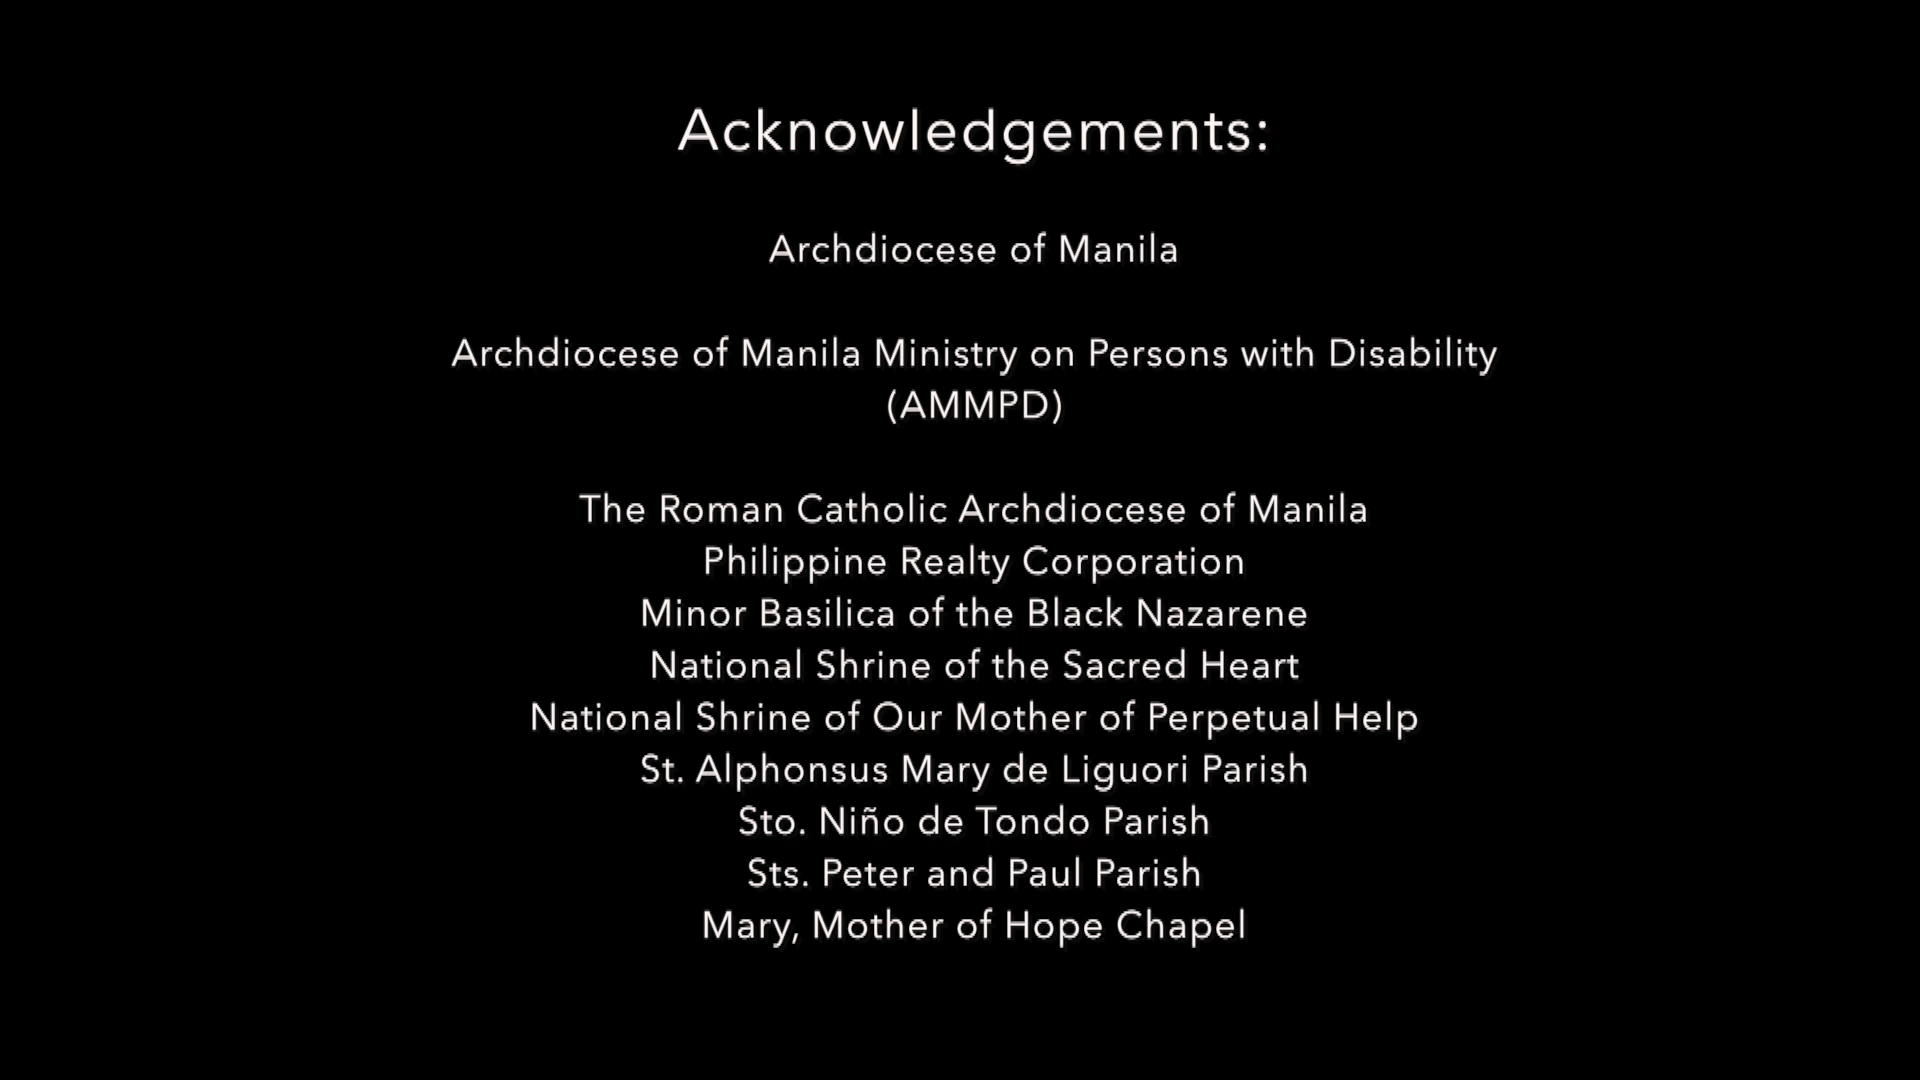 Acknowledgements:
Archdiocese of Manila
Archdiocese of Manila Ministry on Persons with Disability
(AMMPD)
The Roman Catholic Archdiocese of Manila
Philippine Realty Corporation
Minor Basilica of the Black Nazarene
National Shrine of the Sacred Heart
National Shrine of Our Mother of Perpetual Help
St. Alphonsus Mary de Liguori Parish
Sto. Niño de Tondo Parish
Sts. Peter and Paul Parish
Mary, Mother of Hope Chapel